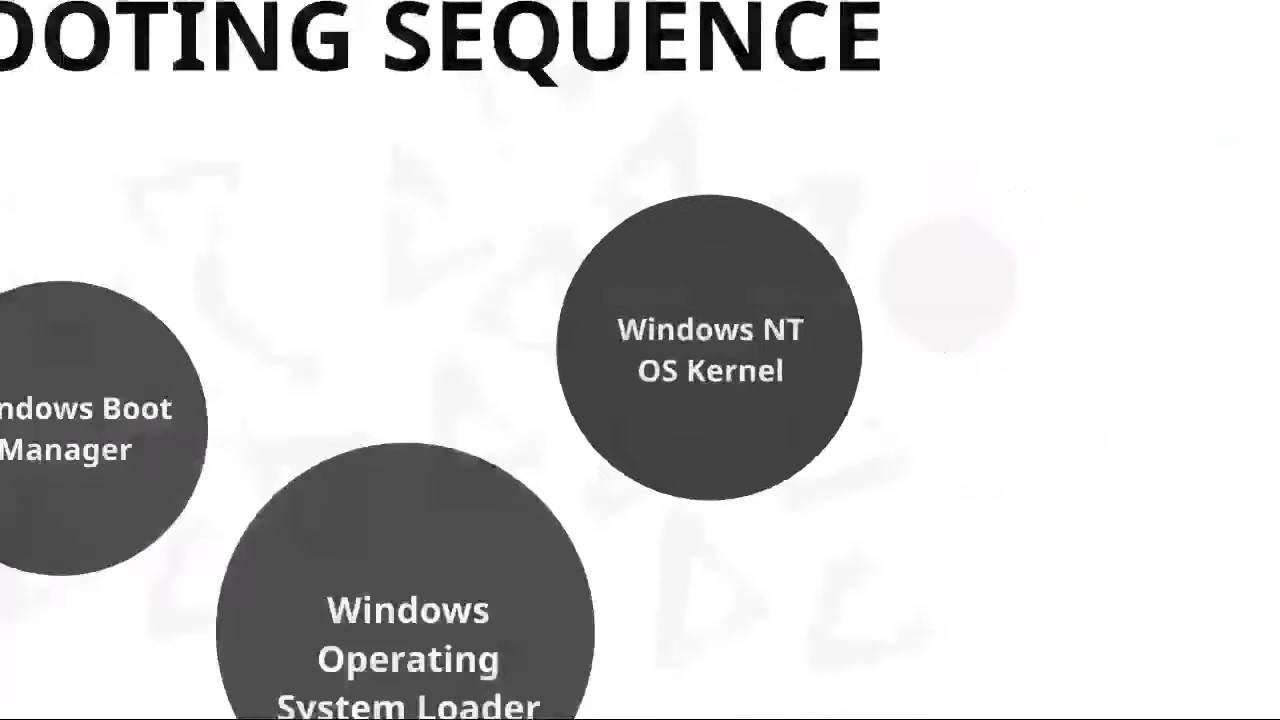 OOTING SEQUENCE
Windows NT
OS Kernel
ndows Boot
Manager
Windows
Operating
System Loader